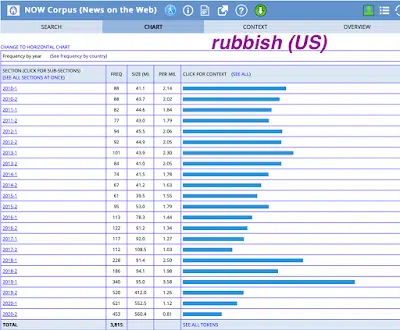 NOW Corpus (News on the Web)
SEARCH CHART CONTEXT OVERVIEW
rubbish (US)
CHANGE TO HORIZONTAL CHART
Frequency by year (See frequency by country)
SECTION (CLICK FOR SUB-SECTIONS) FREQ SIZE (M) PER MIL CLICK FOR CONTEXT (SEE ALL)
(SEE ALL SECTIONS AT ONCE)
2010-1 88 41.1 2.14
2010-2 88 43.7 2.02
2011-1 82 44.6 1.84
2011-2 77 43.0 1.79
2012-1 94 45.5 2.06
2012-2 92 44.9 2.05
2013-1 101 43.9 2.30
2013-2 84 41.0 2.05
2014-1 74 41.5 1.78
2014-2 67 41.2 1.63
2015-1 61 39.5 1.55
2015-2 95 53.0 1.79
2016-1 113 78.3 1.44
2016-2 122 91.2 1.34
2017-1 117 92.0 1.27
2017-2 112 108.5 1.03
2018-1 228 91.4 2.50
2018-2 186 94.1 1.98
2019-1 340 95.0 3.58
2019-2 520 412.0 1.26
2020-1 621 552.5 1.12
2020-2 453 560.4 0.81
TOTAL 3,815 SEE ALL TOKENS